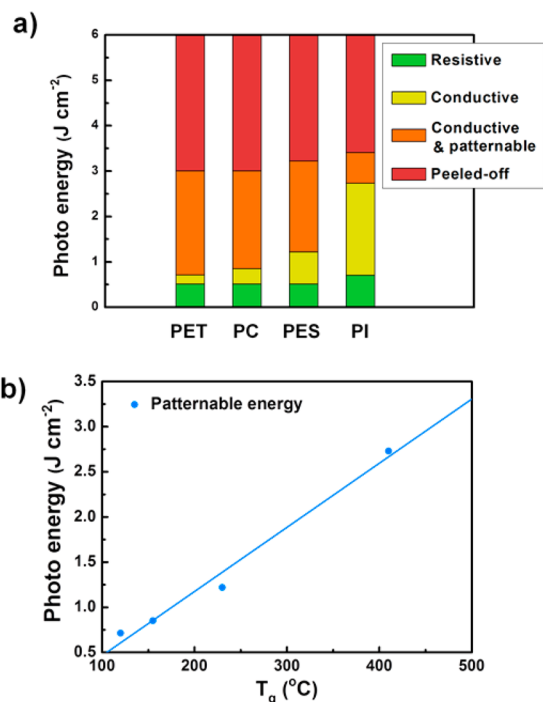 a)
Photo energy (J cm-2)
6
5
4
3
2
1
0
PET PC PES PI
Resistive
Conductive
Conductive
& patternable
Peeled-off
b)
Photo energy (J cm-2)
3.5
3.0
2.5
2.0
1.5
1.0
0.5
Patternable energy
100 200 300 400 500
Tg (oC)